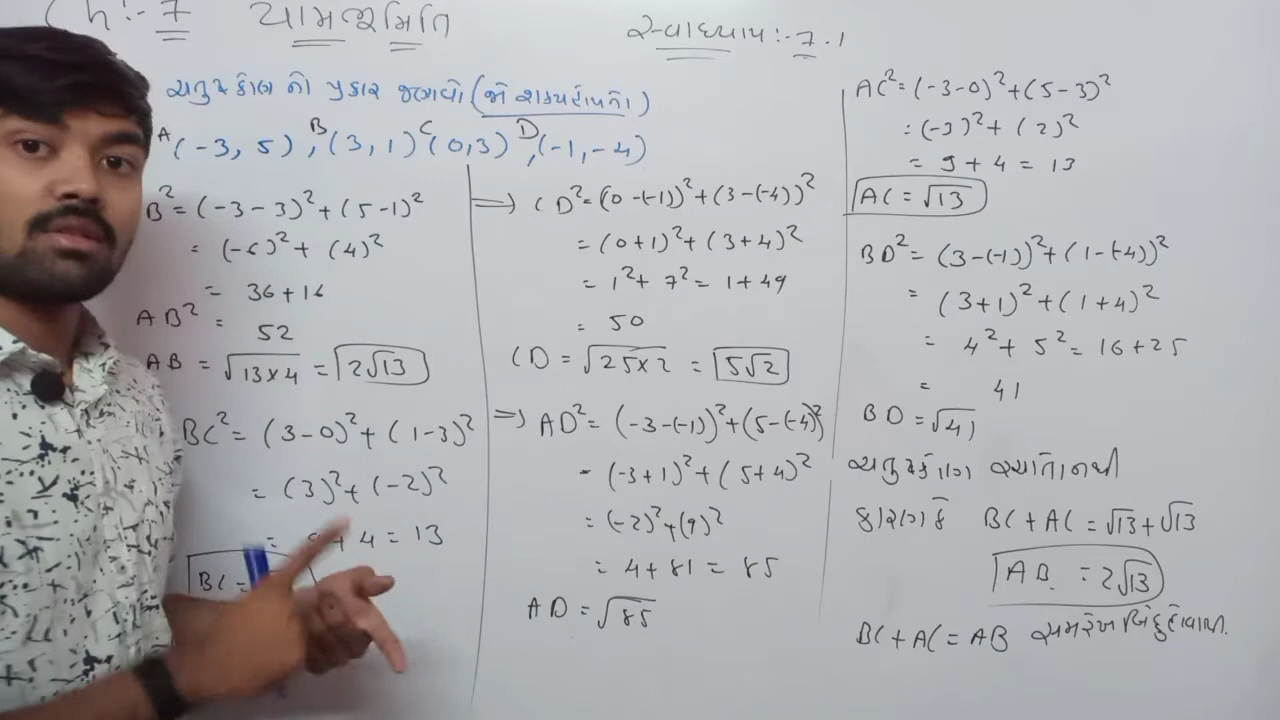 Ch :- 7 યામભૂમિતિ સ્વાધ્યાય :- 7.1
ચતુષ્કોણ નો પ્રકાર જણાવો (જો શક્ય હોય તો)
A (-3, 5), B (3, 1) C (0,3) D, (-1, -4)
B² = (-3-3)² + (5-1)²
= (-6)² + (4)²
= 36 + 16
AB² = 52
AB = √13×4 = 2√13
BC² = (3-0)² + (1-3)²
= (3)² + (-2)²
= + 4 = 13
BC =
=> CD² = (0-(-1))² + (3-(-4))²
= (0+1)² + (3+4)²
= 1² + 7² = 1 + 49
= 50
CD = √25×2 = 5√2
=> AD² = (-3-(-1))² + (5-(-4))²
= (-3+1)² + (5+4)²
= (-2)² + (9)²
= 4 + 81 = 85
AD = √85
AC² = (-3-0)² + (5-3)²
= (-3)² + (2)²
= 9 + 4 = 13
AC = √13
BD² = (3-(-1))² + (1-(-4))²
= (3+1)² + (1+4)²
= 4² + 5² = 16 + 25
= 41
BD = √41
ચતુષ્કોણ નથી
કારણ કે BC + AC = √13 + √13
AB = 2√13
BC + AC = AB સમરેખ બિંદુ હોવાથી.